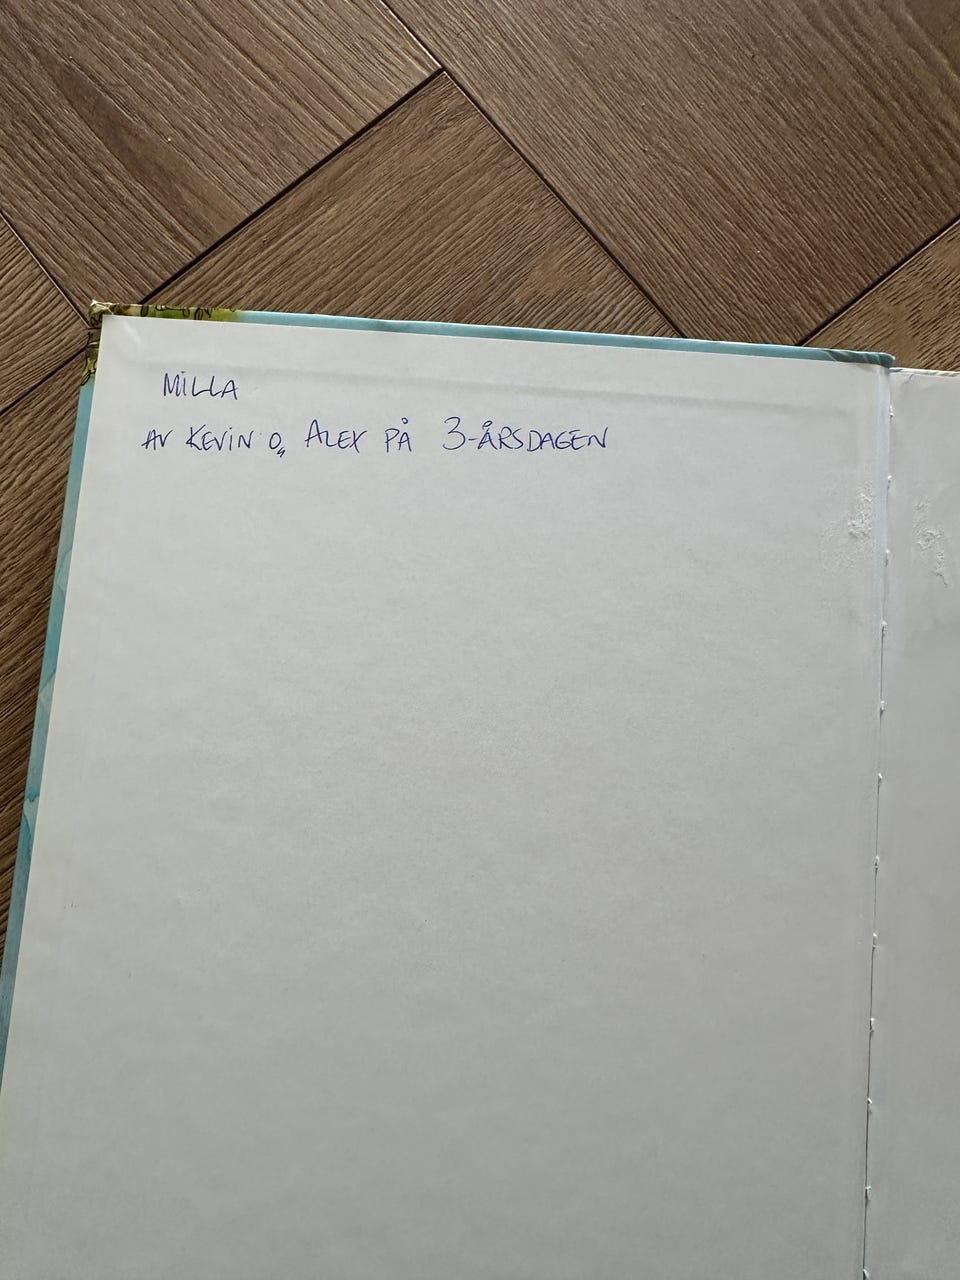 MILLA
AV KEVIN O, ALEX PÅ 3-ÅRSDAGEN